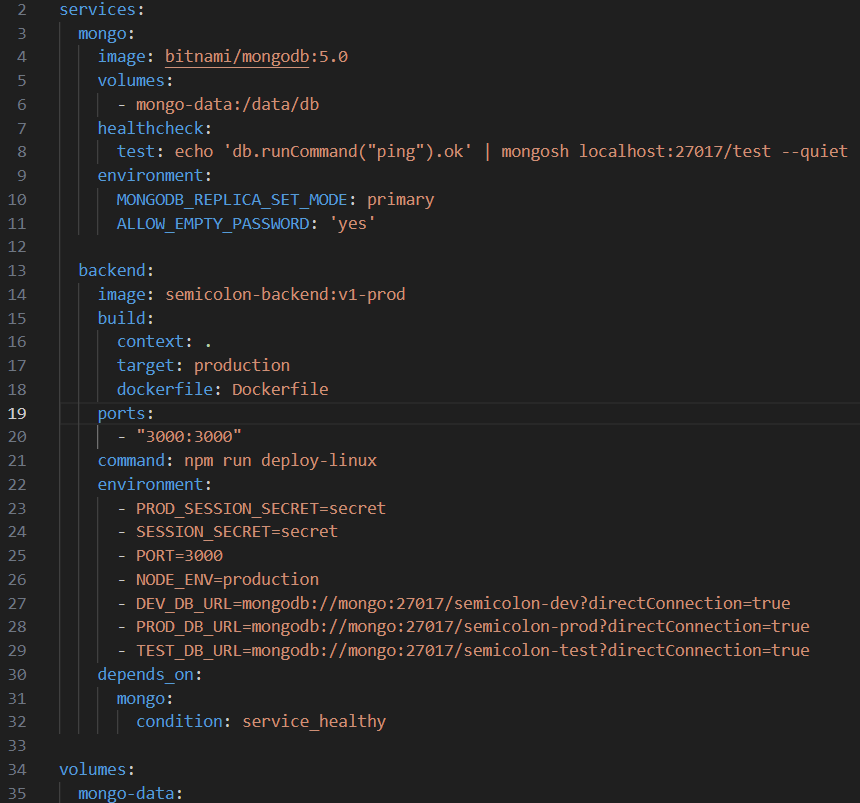 2 services:
3 mongo:
4 image: bitnami/mongodb:5.0
5 volumes:
6 - mongo-data:/data/db
7 healthcheck:
8 test: echo 'db.runCommand("ping").ok' | mongosh localhost:27017/test --quiet
9 environment:
10 MONGODB_REPLICA_SET_MODE: primary
11 ALLOW_EMPTY_PASSWORD: 'yes'
12
13 backend:
14 image: semicolon-backend:v1-prod
15 build:
16 context: .
17 target: production
18 dockerfile: Dockerfile
19 ports:
20 - "3000:3000"
21 command: npm run deploy-linux
22 environment:
23 - PROD_SESSION_SECRET=secret
24 - SESSION_SECRET=secret
25 - PORT=3000
26 - NODE_ENV=production
27 - DEV_DB_URL=mongodb://mongo:27017/semicolon-dev?directConnection=true
28 - PROD_DB_URL=mongodb://mongo:27017/semicolon-prod?directConnection=true
29 - TEST_DB_URL=mongodb://mongo:27017/semicolon-test?directConnection=true
30 depends_on:
31 mongo:
32 condition: service_healthy
33
34 volumes:
35 mongo-data: